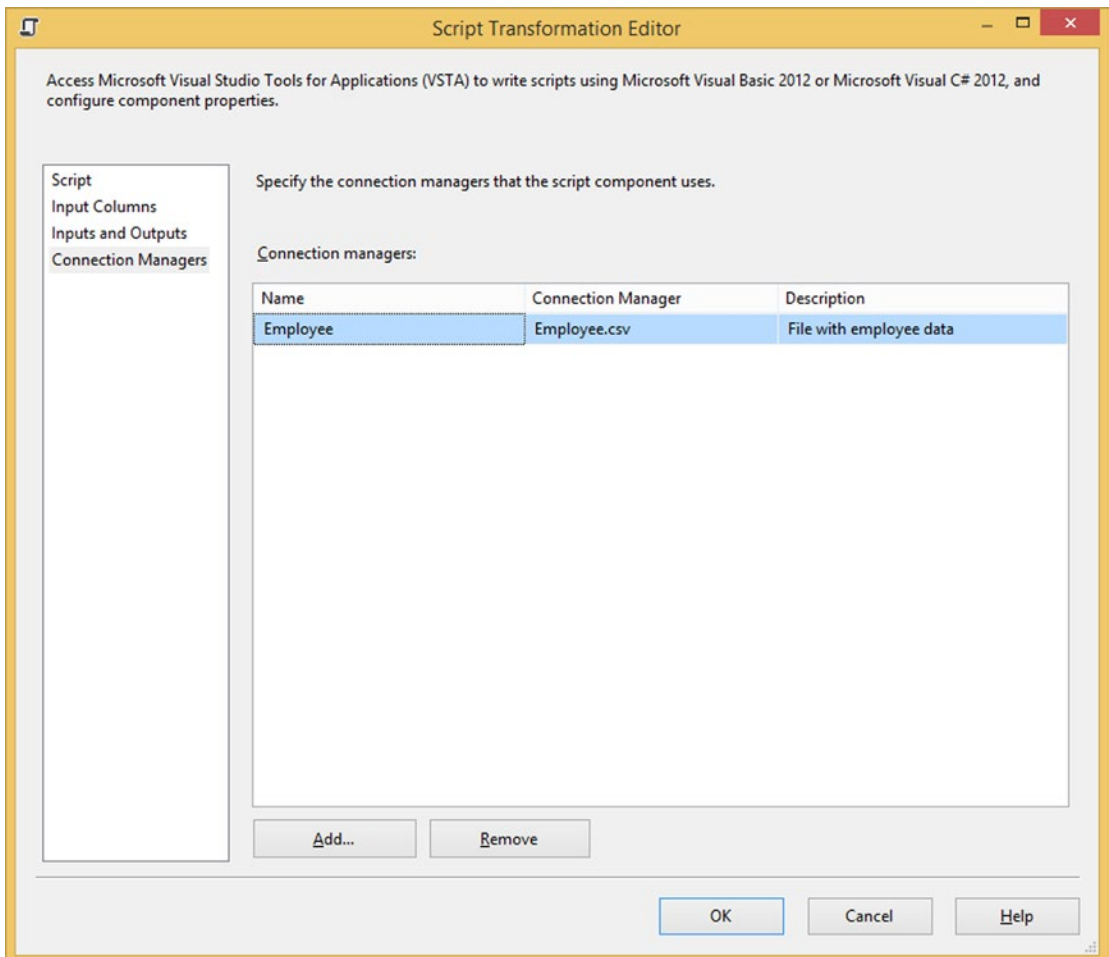 Script Transformation Editor
Access Microsoft Visual Studio Tools for Applications (VSTA) to write scripts using Microsoft Visual Basic 2012 or Microsoft Visual C# 2012, and
configure component properties.
Script
Input Columns
Inputs and Outputs
Connection Managers
Specify the connection managers that the script component uses.
Connection managers:
Name Connection Manager Description
Employee Employee.csv File with employee data
Add... Remove
OK Cancel Help